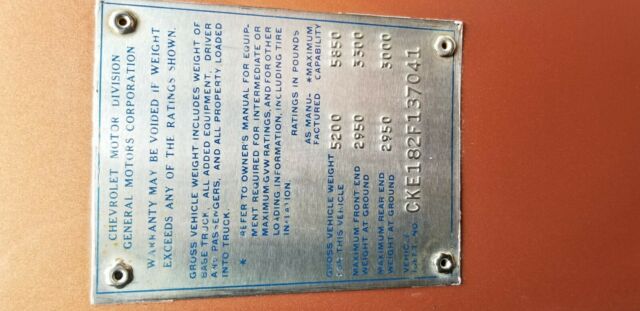 CHEVROLET MOTOR DIVISION
GENERAL MOTORS CORPORATION
WARRANTY MAY BE VOIDED IF WEIGHT
EXCEEDS ANY OF THE RATINGS SHOWN.
GROSS VEHICLE WEIGHT, INCLUDES WEIGHT OF
BASE TRUCK, ALL ADDED EQUIPMENT, DRIVER
AND PASSENGERS, AND ALL PROPERTY LOADED
INTO TRUCK.
* REFER TO OWNER'S MANUAL FOR EQUIP-
MENT REQUIRED FOR INTERMEDIATE OR
MAXIMUM GVW RATINGS, AND FOR OTHER
LOADING INFORMATION, INCLUDING TIRE
INFLATION.
RATINGS IN POUNDS
AS MANU- *MAXIMUM
FACTURED CAPABILITY
GROSS VEHICLE WEIGHT
FOR THIS VEHICLE 5200 5650
MAXIMUM FRONT END
WEIGHT AT GROUND 2950 3300
MAXIMUM REAR END
WEIGHT AT GROUND 2950 3000
VEHICLE
CKE182F137041